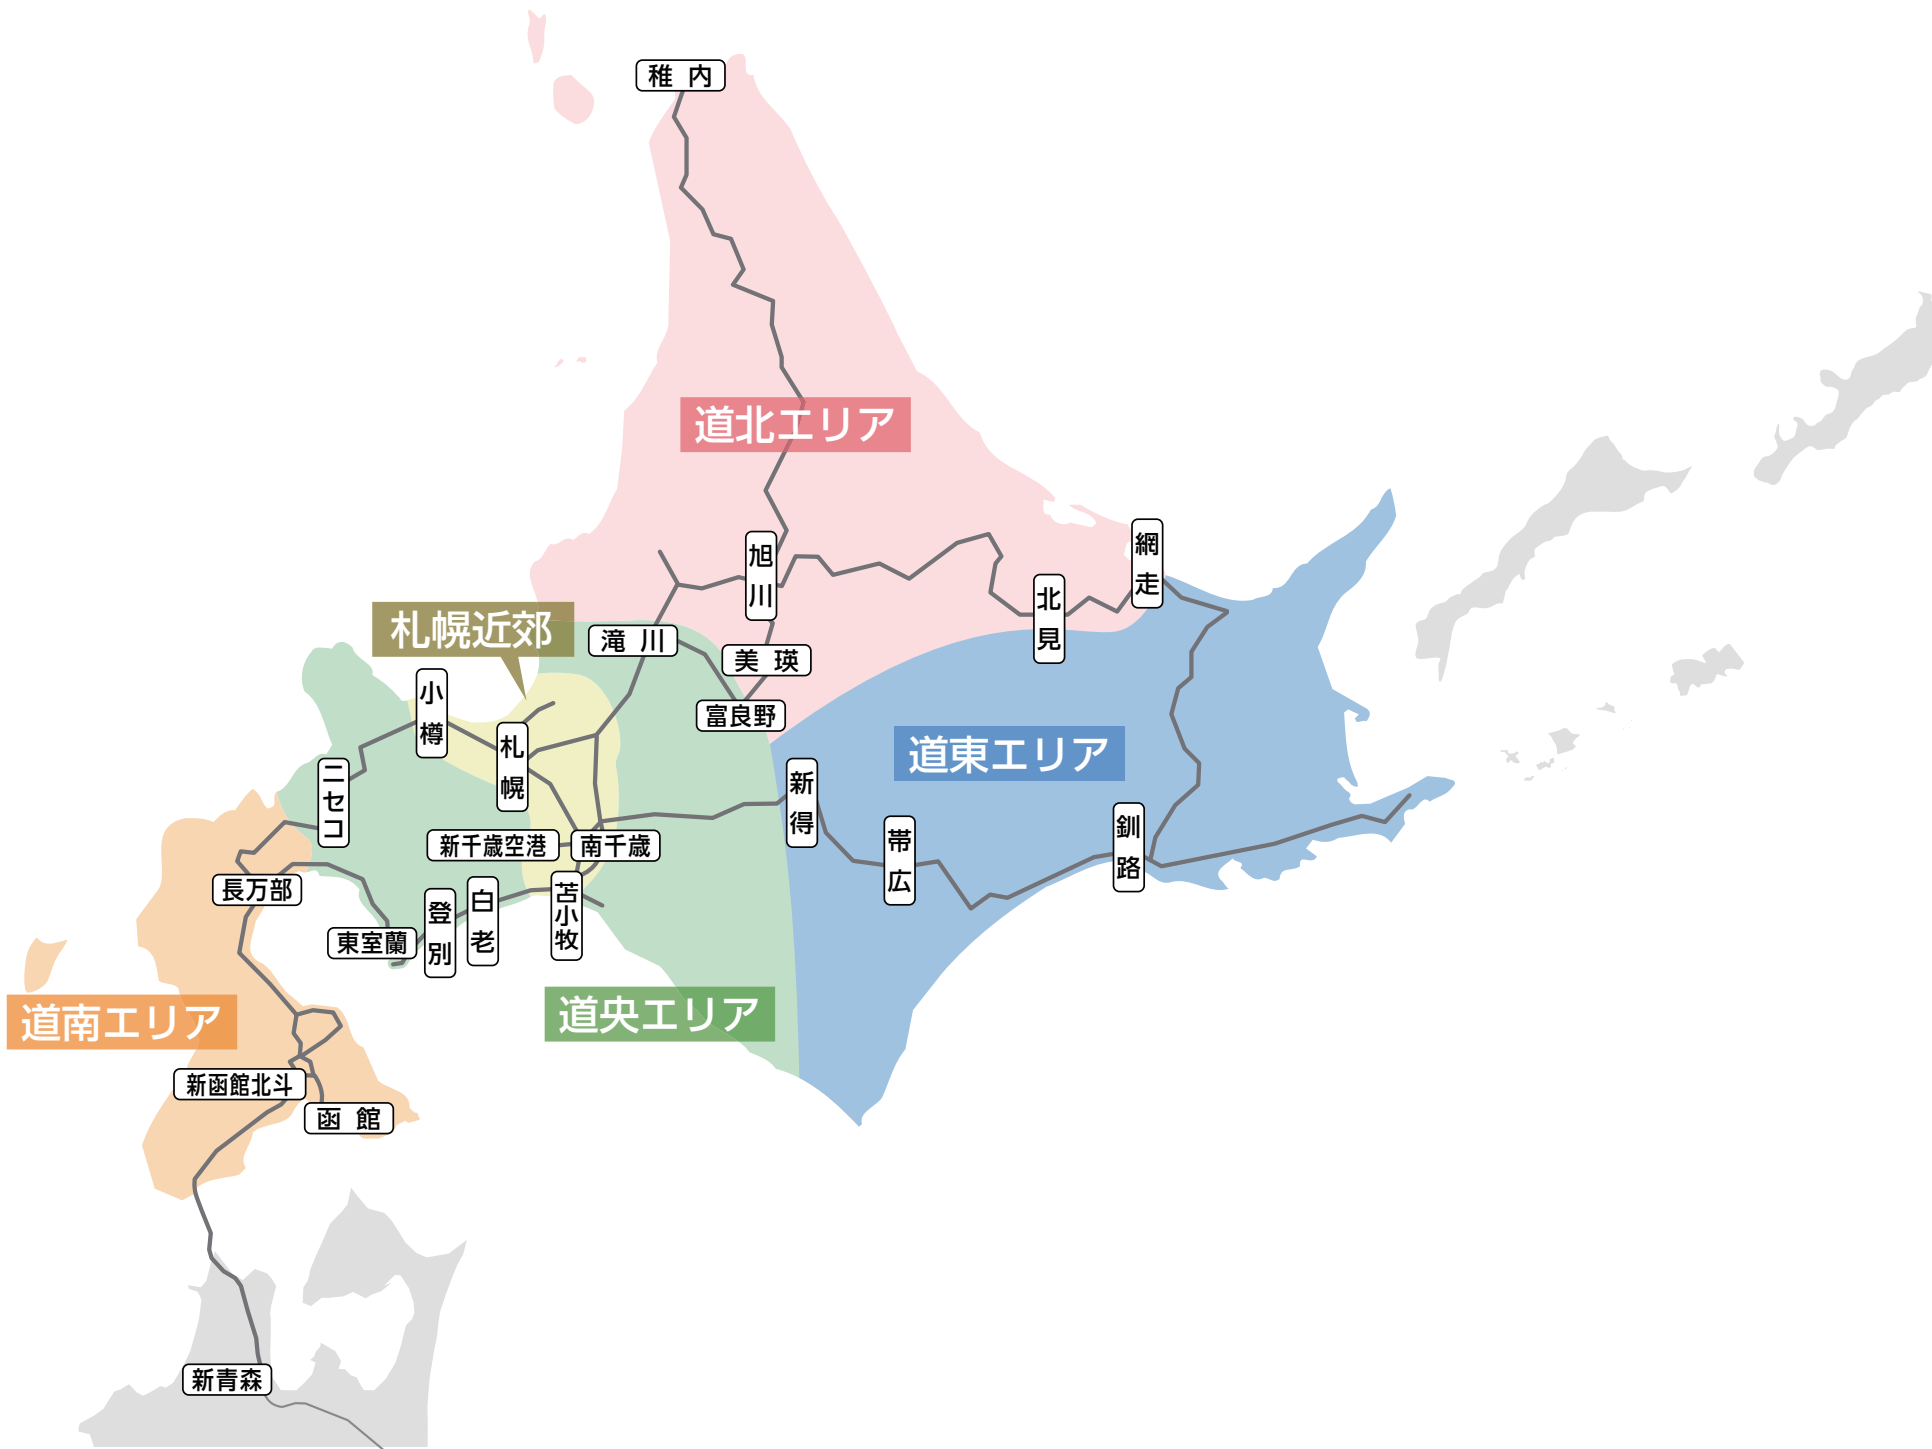 稚内
道北エリア
網走
旭川
北見
札幌近郊
滝川
美瑛
小樽
富良野
札幌
道東エリア
ニセコ
新得
釧路
帯広
新千歳空港
南千歳
長万部
苫小牧
白老
登別
東室蘭
道南エリア
道央エリア
新函館北斗
函館
新青森